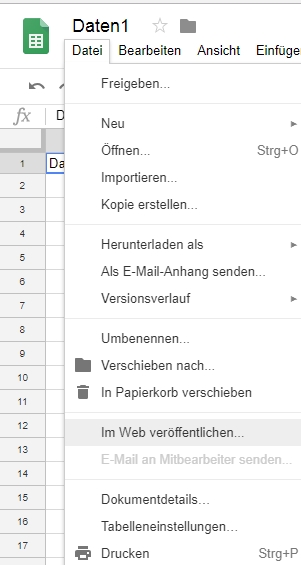 Daten1
Datei Bearbeiten Ansicht Einfüge
Freigeben...
fx D
Neu
Öffnen... Strg+O
1 Da
Importieren...
2
Kopie erstellen...
3
4
Herunterladen als
5
Als E-Mail-Anhang senden...
6
Versionsverlauf
7
8
Umbenennen...
9
Verschieben nach...
10
In Papierkorb verschieben
11
12
Im Web veröffentlichen...
13
E-Mail an Mitbearbeiter senden...
14
15
Dokumentdetails...
16
Tabelleneinstellungen...
17
Drucken Strg+P